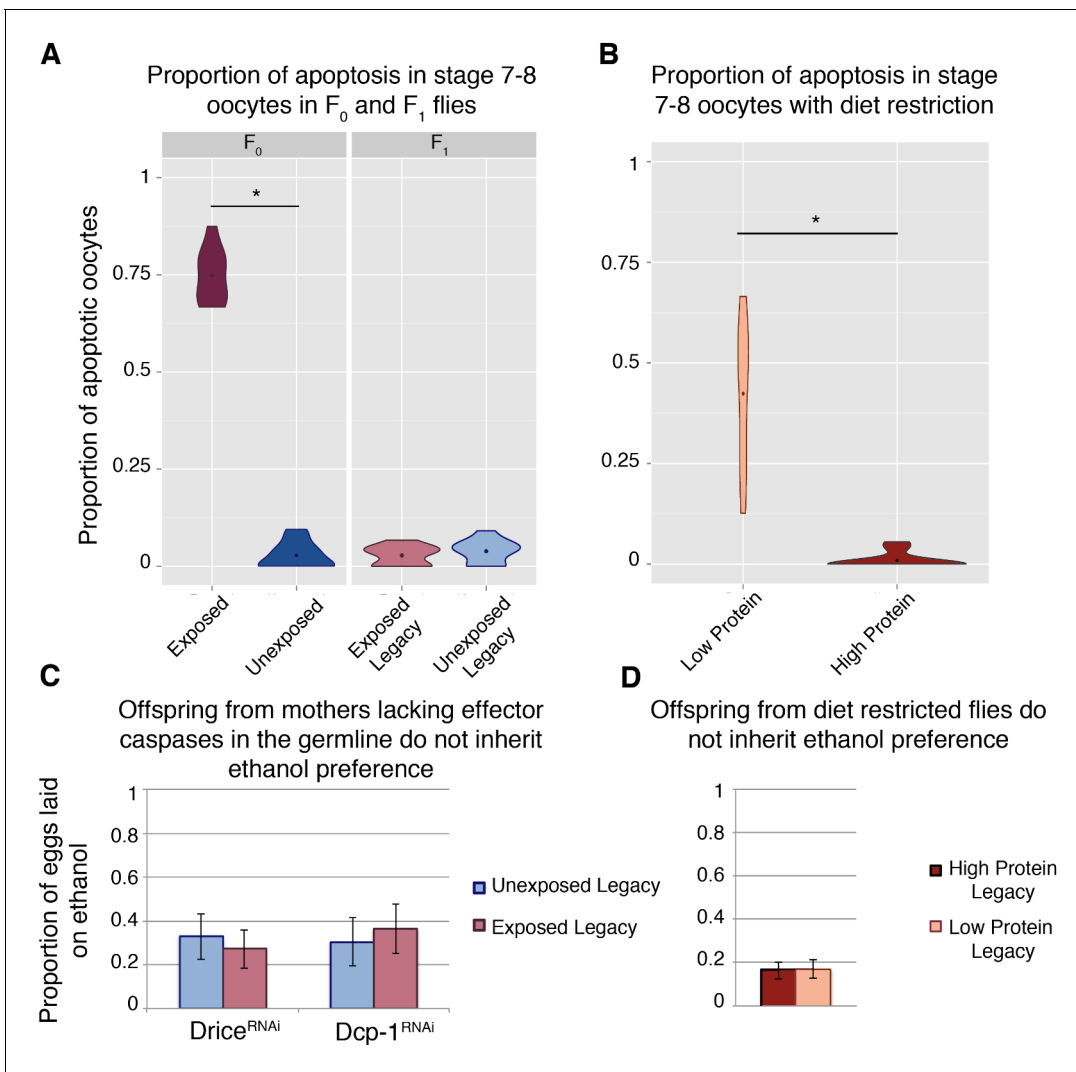 A
Proportion of apoptosis in stage 7-8
oocytes in F0 and F1 flies
F0
F1
*
Proportion of apoptotic oocytes
1
0.75
0.5
0.25
0
Exposed
Unexposed
Exposed
Legacy
Unexposed
Legacy
B
Proportion of apoptosis in stage
7-8 oocytes with diet restriction
*
1
0.75
0.5
0.25
0
Low Protein
High Protein
C
Offspring from mothers lacking effector
caspases in the germline do not inherit
ethanol preference
Proportion of eggs laid
on ethanol
1
0.8
0.6
0.4
0.2
0
DriceRNAi
Dcp-1RNAi
Unexposed Legacy
Exposed Legacy
D
Offspring from diet restricted flies do
not inherit ethanol preference
1
0.8
0.6
0.4
0.2
0
High Protein
Legacy
Low Protein
Legacy